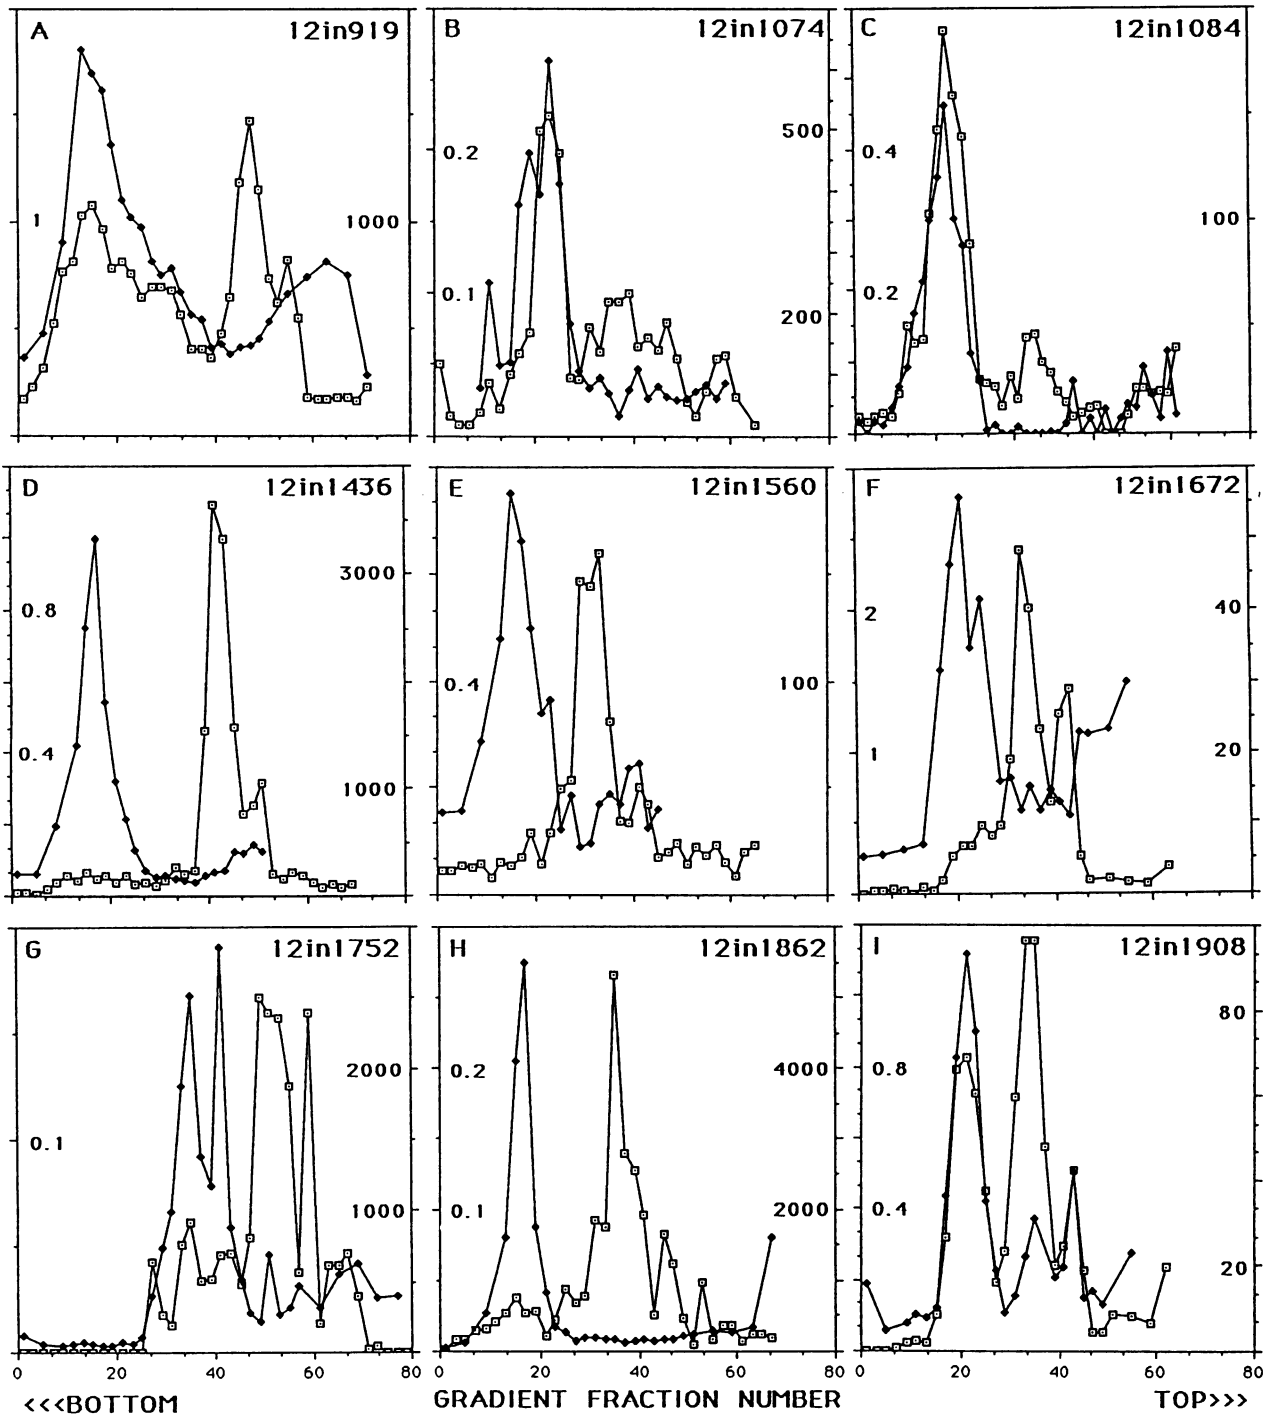 A 12in919
1 1000
B 12in1074
500
0.2
0.1
200
C 12in1084
0.4
100
0.2
D 12in1436
3000
0.8
0.4
1000
E 12in1560
0.4 100
F 12in1672
2 40
1 20
G 12in1752
2000
0.1
1000
0 20 40 60
H 12in1862
0.2 4000
0.1 2000
0 20 40 60
I 12in1908
80
0.8
0.4
20
0 20 40 60 80
<<<BOTTOM GRADIENT FRACTION NUMBER TOP>>>